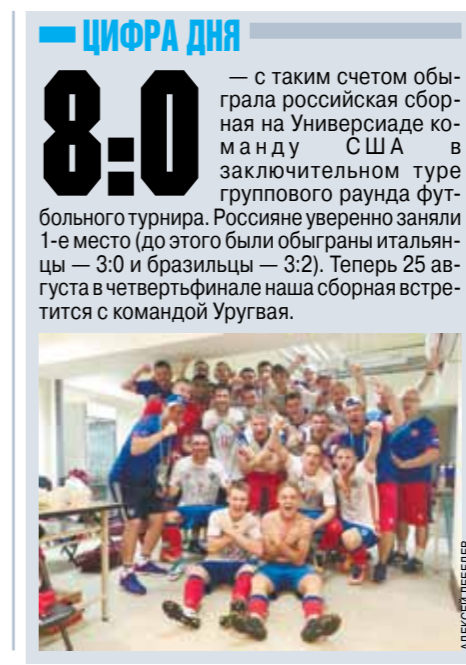 ЦИФРА ДНЯ
8:0
— с таким счетом обы-
грала российская сбор-
ная на Универсиаде ко-
манду США в
заключительном туре
группового раунда фут-
больного турнира. Россияне уверенно заняли
1-е место (до этого были обыграны итальян-
цы — 3:0 и бразильцы — 3:2). Теперь 25 ав-
густа в четвертьфинале наша сборная встре-
тится с командой Уругвая.
АЛЕКСЕЙ ЛЕБЕДЕВ